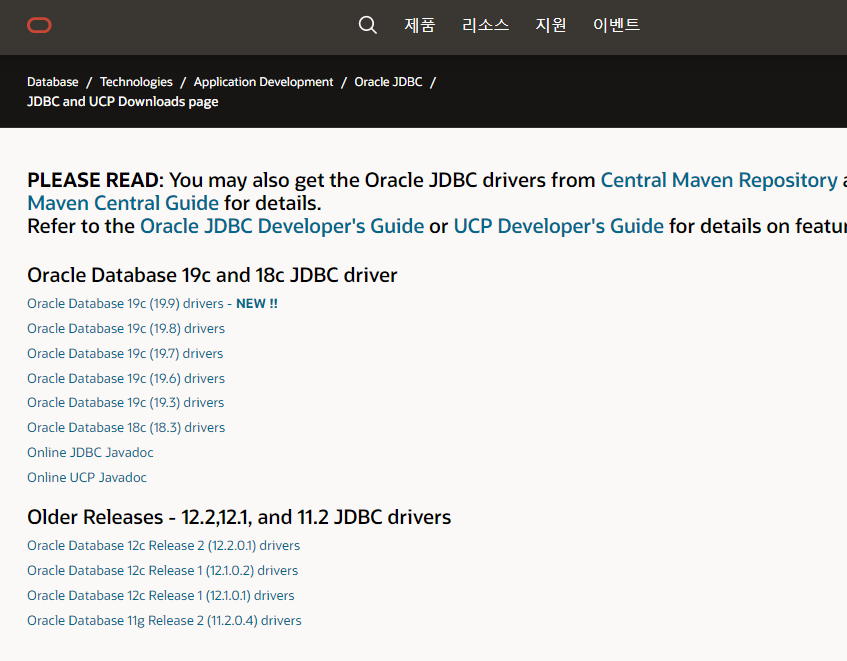 제품 리소스 지원 이벤트
Database / Technologies / Application Development / Oracle JDBC /
JDBC and UCP Downloads page
PLEASE READ: You may also get the Oracle JDBC drivers from Central Maven Repository
Maven Central Guide for details.
Refer to the Oracle JDBC Developer's Guide or UCP Developer's Guide for details on featur
Oracle Database 19c and 18c JDBC driver
Oracle Database 19c (19.9) drivers - NEW !!
Oracle Database 19c (19.8) drivers
Oracle Database 19c (19.7) drivers
Oracle Database 19c (19.6) drivers
Oracle Database 19c (19.3) drivers
Oracle Database 18c (18.3) drivers
Online JDBC Javadoc
Online UCP Javadoc
Older Releases - 12.2,12.1, and 11.2 JDBC drivers
Oracle Database 12c Release 2 (12.2.0.1) drivers
Oracle Database 12c Release 1 (12.1.0.2) drivers
Oracle Database 12c Release 1 (12.1.0.1) drivers
Oracle Database 11g Release 2 (11.2.0.4) drivers